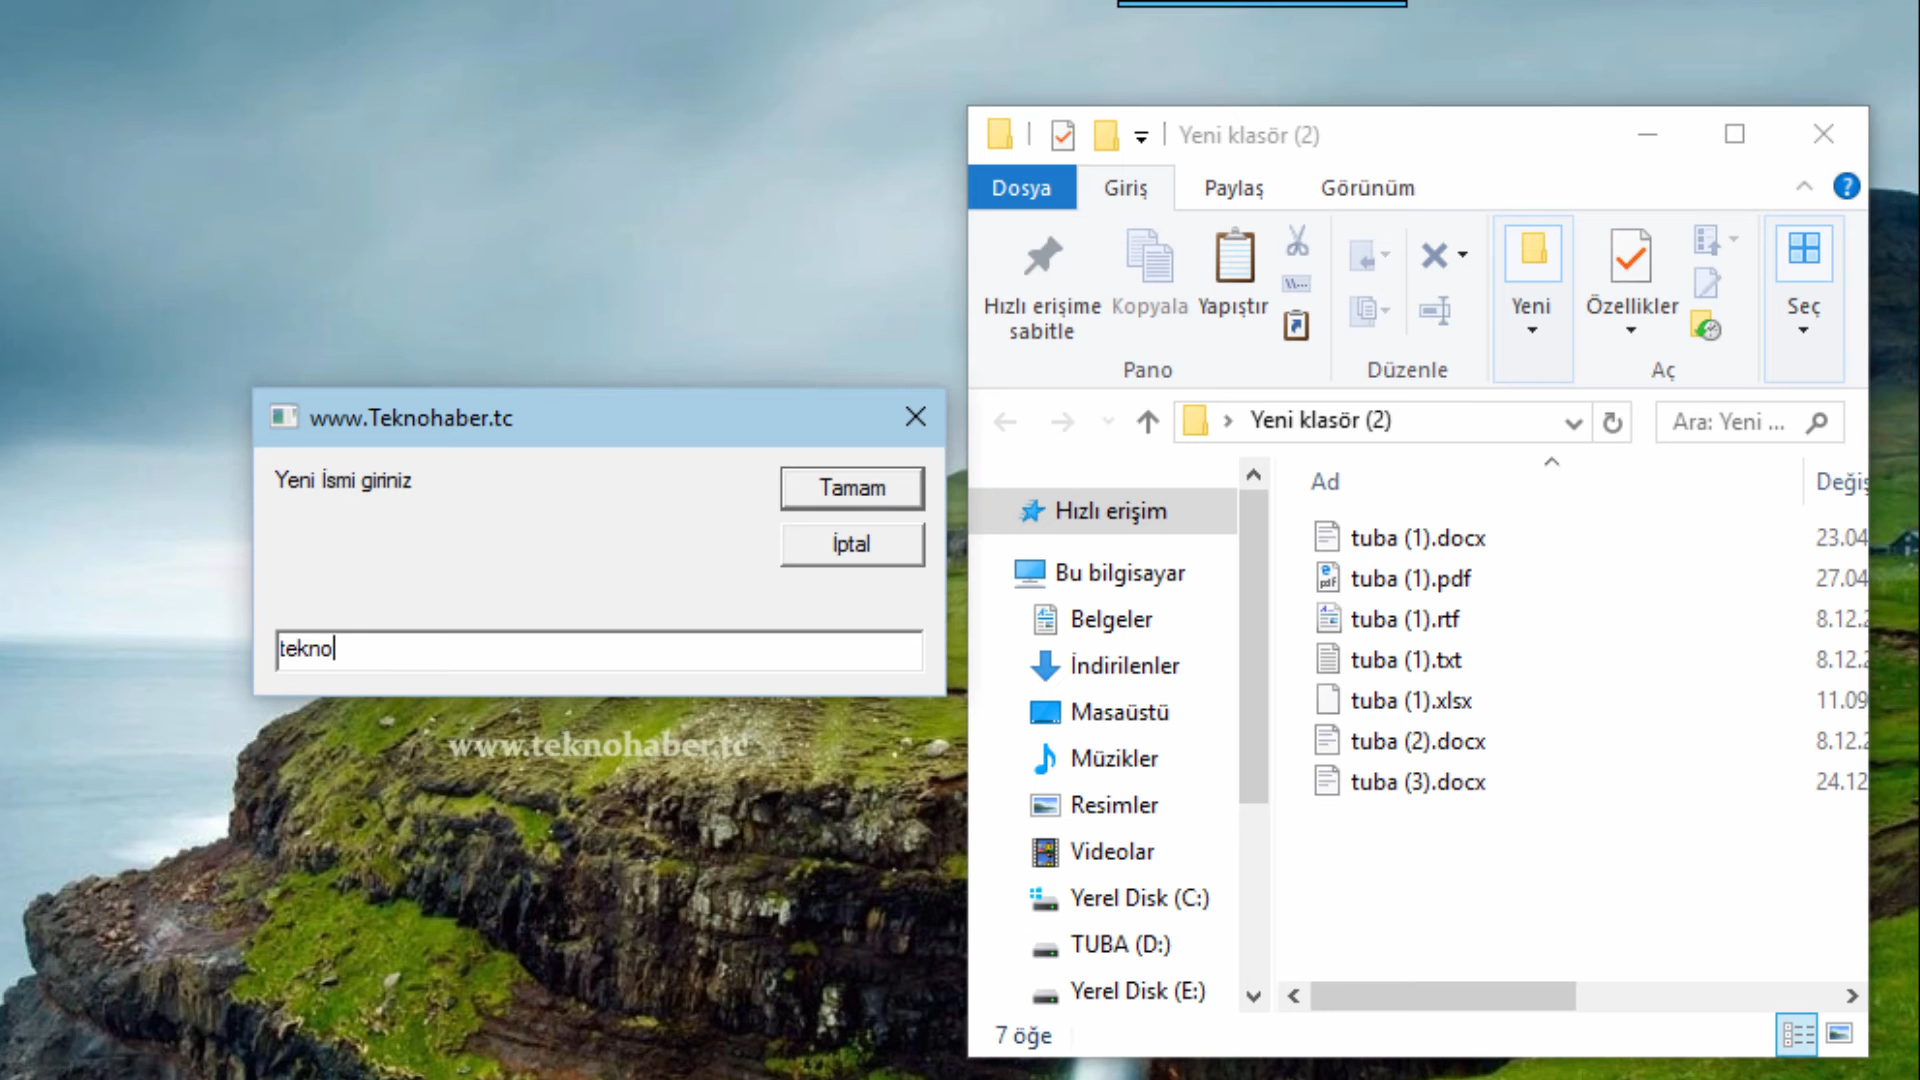 www.Teknohaber.tc
Yeni İsmi giriniz
Tamam
İptal
tekno
www.teknohaber.tc
Yeni klasör (2)
Dosya
Giriş
Paylaş
Görünüm
Hızlı erişime
sabitle
Kopyala
Yapıştır
Pano
Düzenle
Yeni
Özellikler
Aç
Seç
Yeni klasör (2)
Ara: Yeni ...
Hızlı erişim
Bu bilgisayar
Belgeler
İndirilenler
Masaüstü
Müzikler
Resimler
Videolar
Yerel Disk (C:)
TUBA (D:)
Yerel Disk (E:)
Ad
Değiş
tuba (1).docx
23.04
tuba (1).pdf
27.04
tuba (1).rtf
8.12.2
tuba (1).txt
8.12.2
tuba (1).xlsx
11.09
tuba (2).docx
8.12.2
tuba (3).docx
24.12
7 öğe